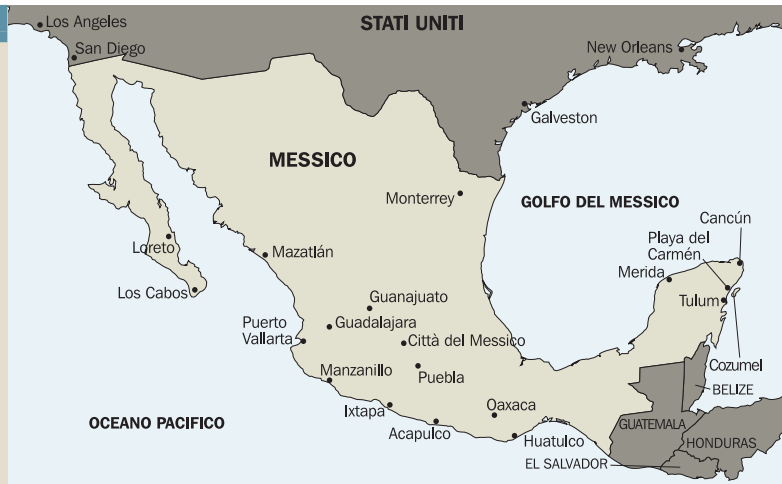 Los Angeles
STATI UNITI
San Diego
New Orleans
Galveston
MESSICO
Monterrey
GOLFO DEL MESSICO
Cancún
Playa del
Carmén
Loreto
Mazatlán
Merida
Los Cabos
Tulum
Guanajuato
Puerto
Vallarta
Guadalajara
Città del Messico
Manzanillo
Puebla
Cozumel
BELIZE
Ixtapa
Oaxaca
OCEANO PACIFICO
Acapulco
Huatulco
GUATEMALA
HONDURAS
EL SALVADOR